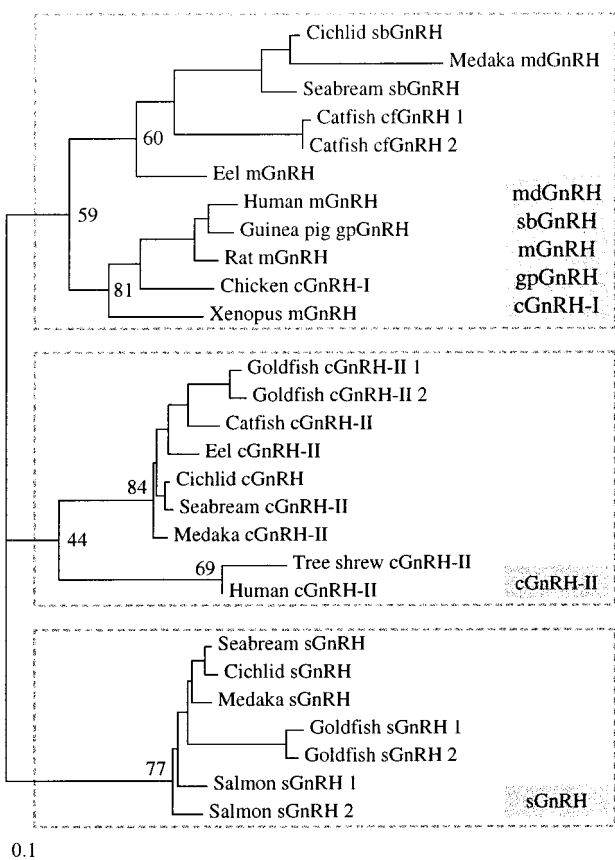 Cichlid sbGnRH
Medaka mdGnRH
Seabream sbGnRH
Catfish cfGnRH 1
60
Catfish cfGnRH 2
Eel mGnRH
Human mGnRH
59
Guinea pig gpGnRH
Rat mGnRH
81
Chicken cGnRH-I
Xenopus mGnRH
mdGnRH
sbGnRH
mGnRH
gpGnRH
cGnRH-I
Goldfish cGnRH-II 1
Goldfish cGnRH-II 2
Catfish cGnRH-II
Eel cGnRH-II
84
Cichlid cGnRH
Seabream cGnRH-II
Medaka cGnRH-II
44
69
Tree shrew cGnRH-II
Human cGnRH-II
cGnRH-II
Seabream sGnRH
Cichlid sGnRH
Medaka sGnRH
Goldfish sGnRH 1
Goldfish sGnRH 2
77
Salmon sGnRH 1
Salmon sGnRH 2
sGnRH
0.1